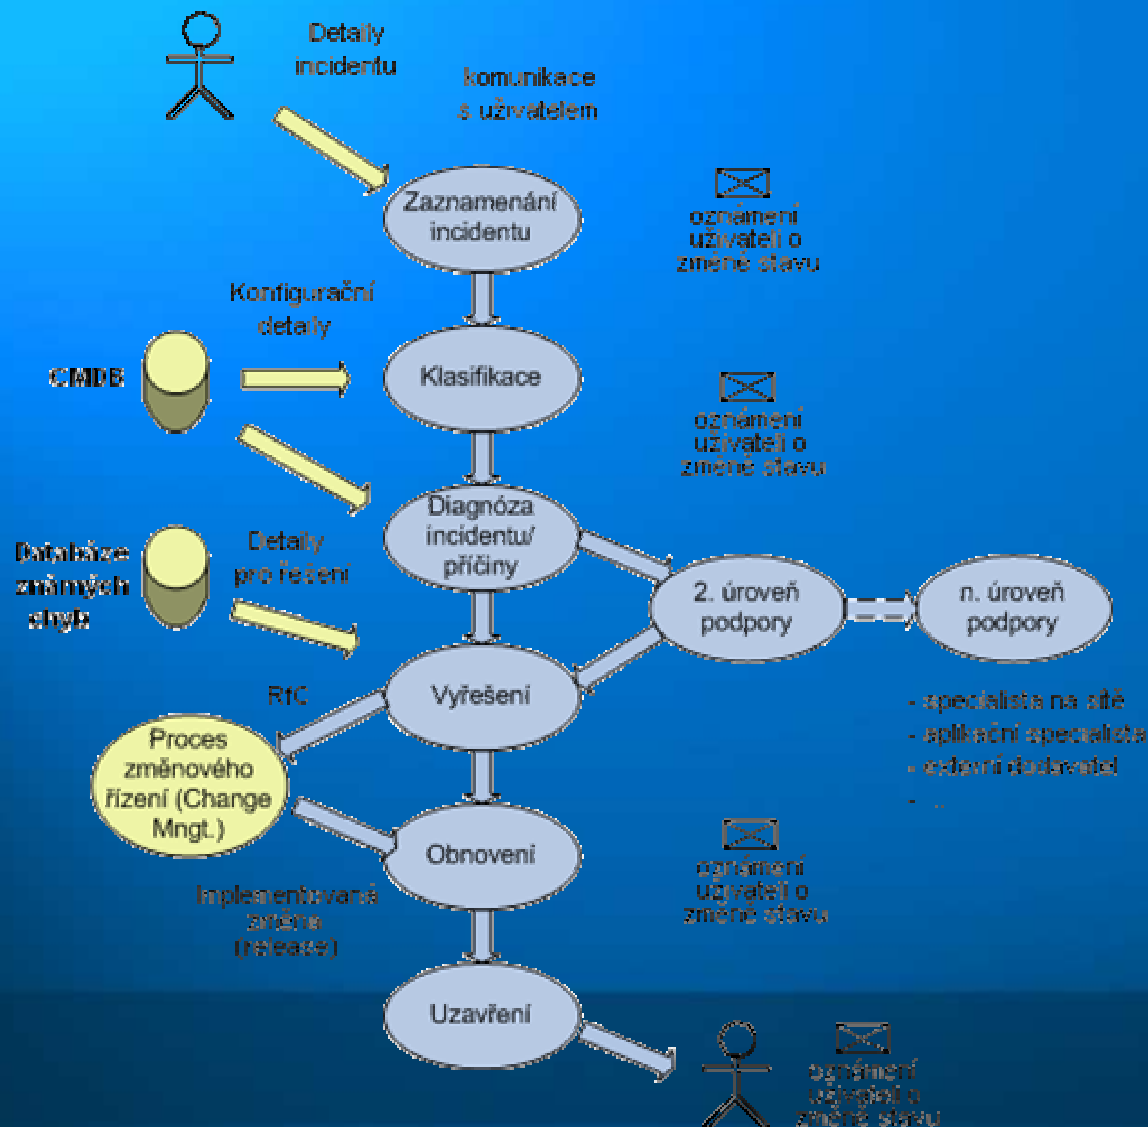 Detaily
incidentu
komunikace
s uživatelem
Zaznamenání
incidentu
oznámení
uživateli o
změně stavu
Konfigurační
detaily
CMDB
Klasifikace
oznámení
uživateli o
změně stavu
Diagnóza
incidentu/
příčiny
Databáze
známých
chyb
Detaily
pro řešení
2. úroveň
podpory
n. úroveň
podpory
RfC
Vyřešení
- specialista na sítě
- aplikační specialista
- externí dodavatel
- ...
Proces
změnového
řízení (Change
Mngt.)
Obnovení
oznámení
uživateli o
změně stavu
Implementovaná
změna
(release)
Uzavření
oznámení
uživateli o
změně stavu